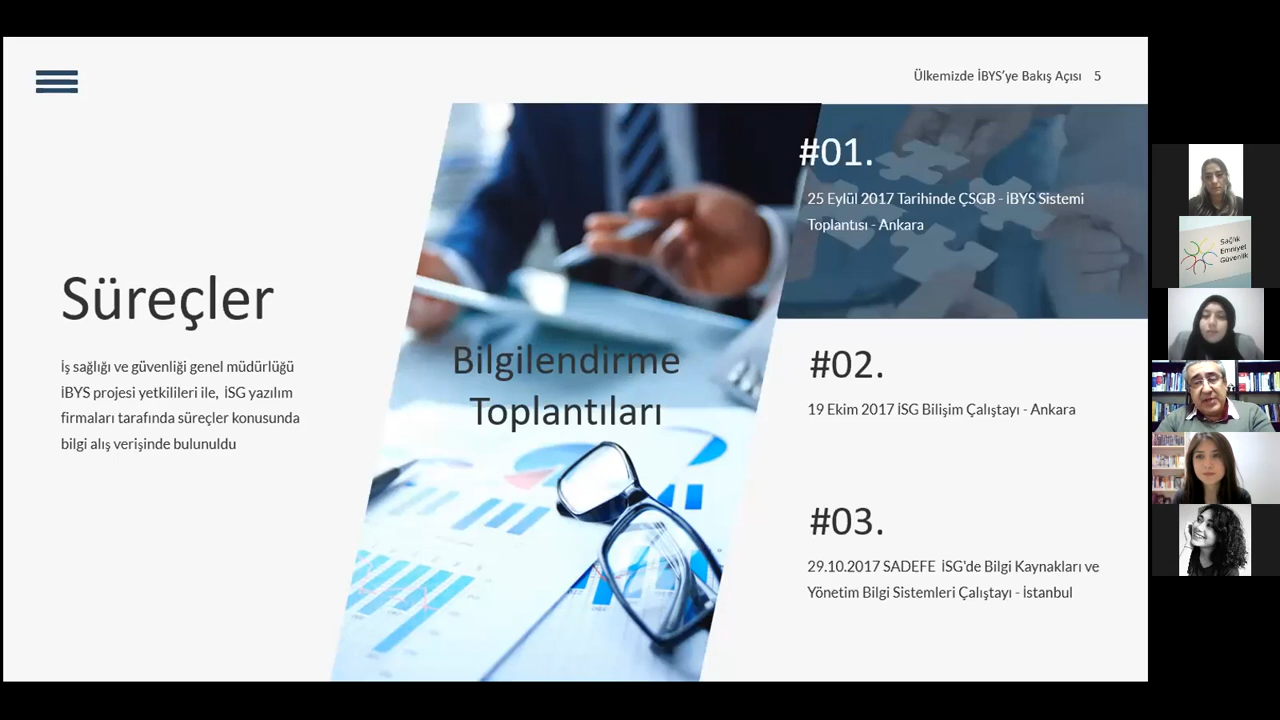 Ülkemizde İBYS'ye Bakış Açısı 5
Süreçler
İş sağlığı ve güvenliği genel müdürlüğü
İBYS projesi yetkilileri ile, İSG yazılım
firmaları tarafında süreçler konusunda
bilgi alış verişinde bulunuldu
Bilgilendirme
Toplantıları
#01.
25 Eylül 2017 Tarihinde ÇSGB - İBYS Sistemi
Toplantısı - Ankara
#02.
19 Ekim 2017 İSG Bilişim Çalıştayı - Ankara
#03.
29.10.2017 SADEFE İSG'de Bilgi Kaynakları ve
Yönetim Bilgi Sistemleri Çalıştayı - İstanbul
Sağlık
Emniyet
Güvenlik